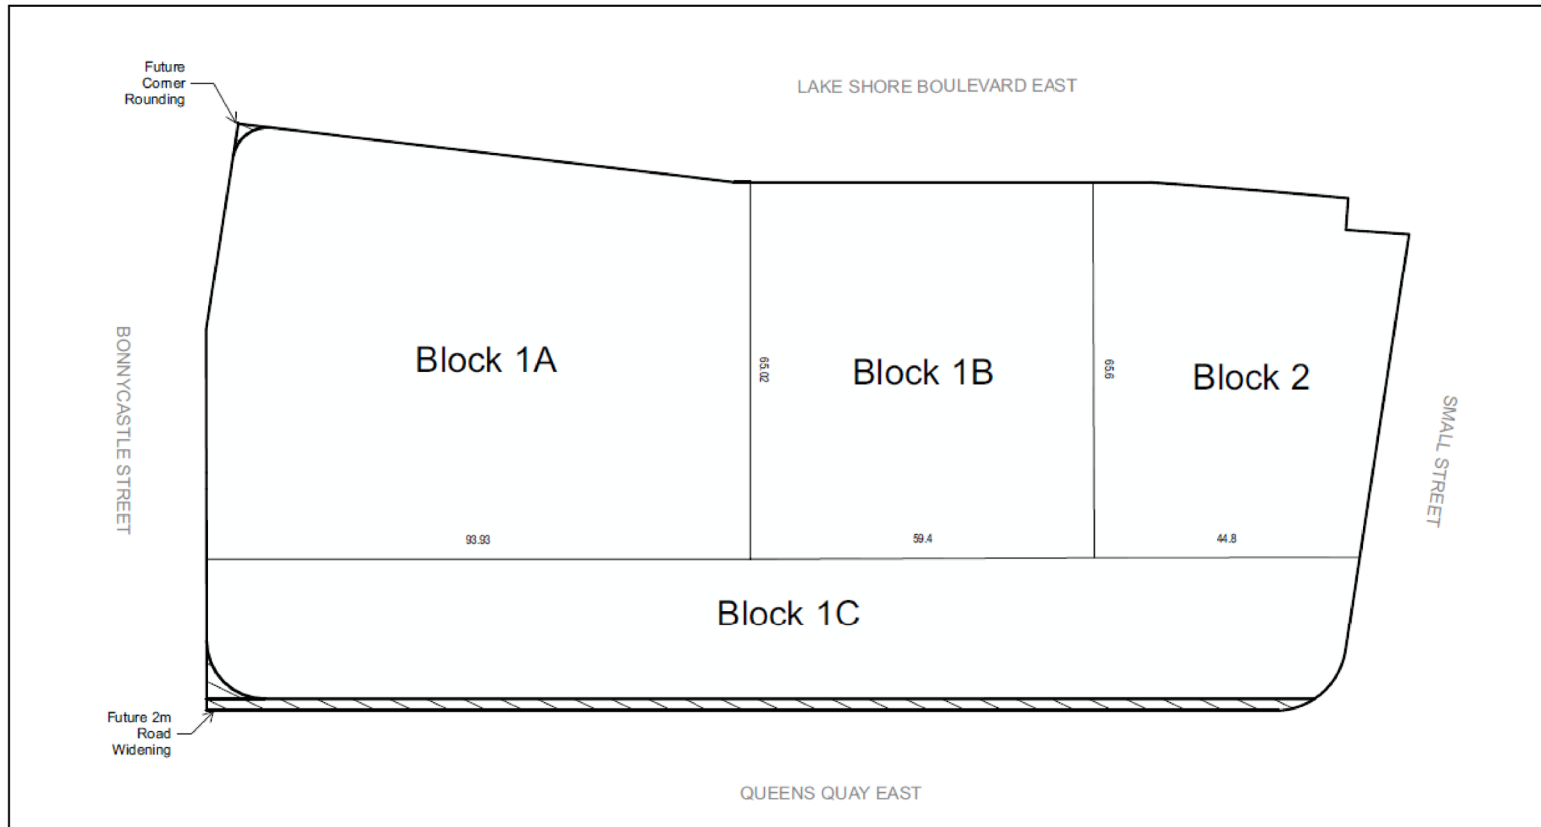 Future
Corner
Rounding
LAKE SHORE BOULEVARD EAST
BONNYCASTLE STREET
Block 1A
65.02
Block 1B
65.6
Block 2
SMALL STREET
93.93
59.4
44.8
Block 1C
Future 2m
Road
Widening
QUEENS QUAY EAST